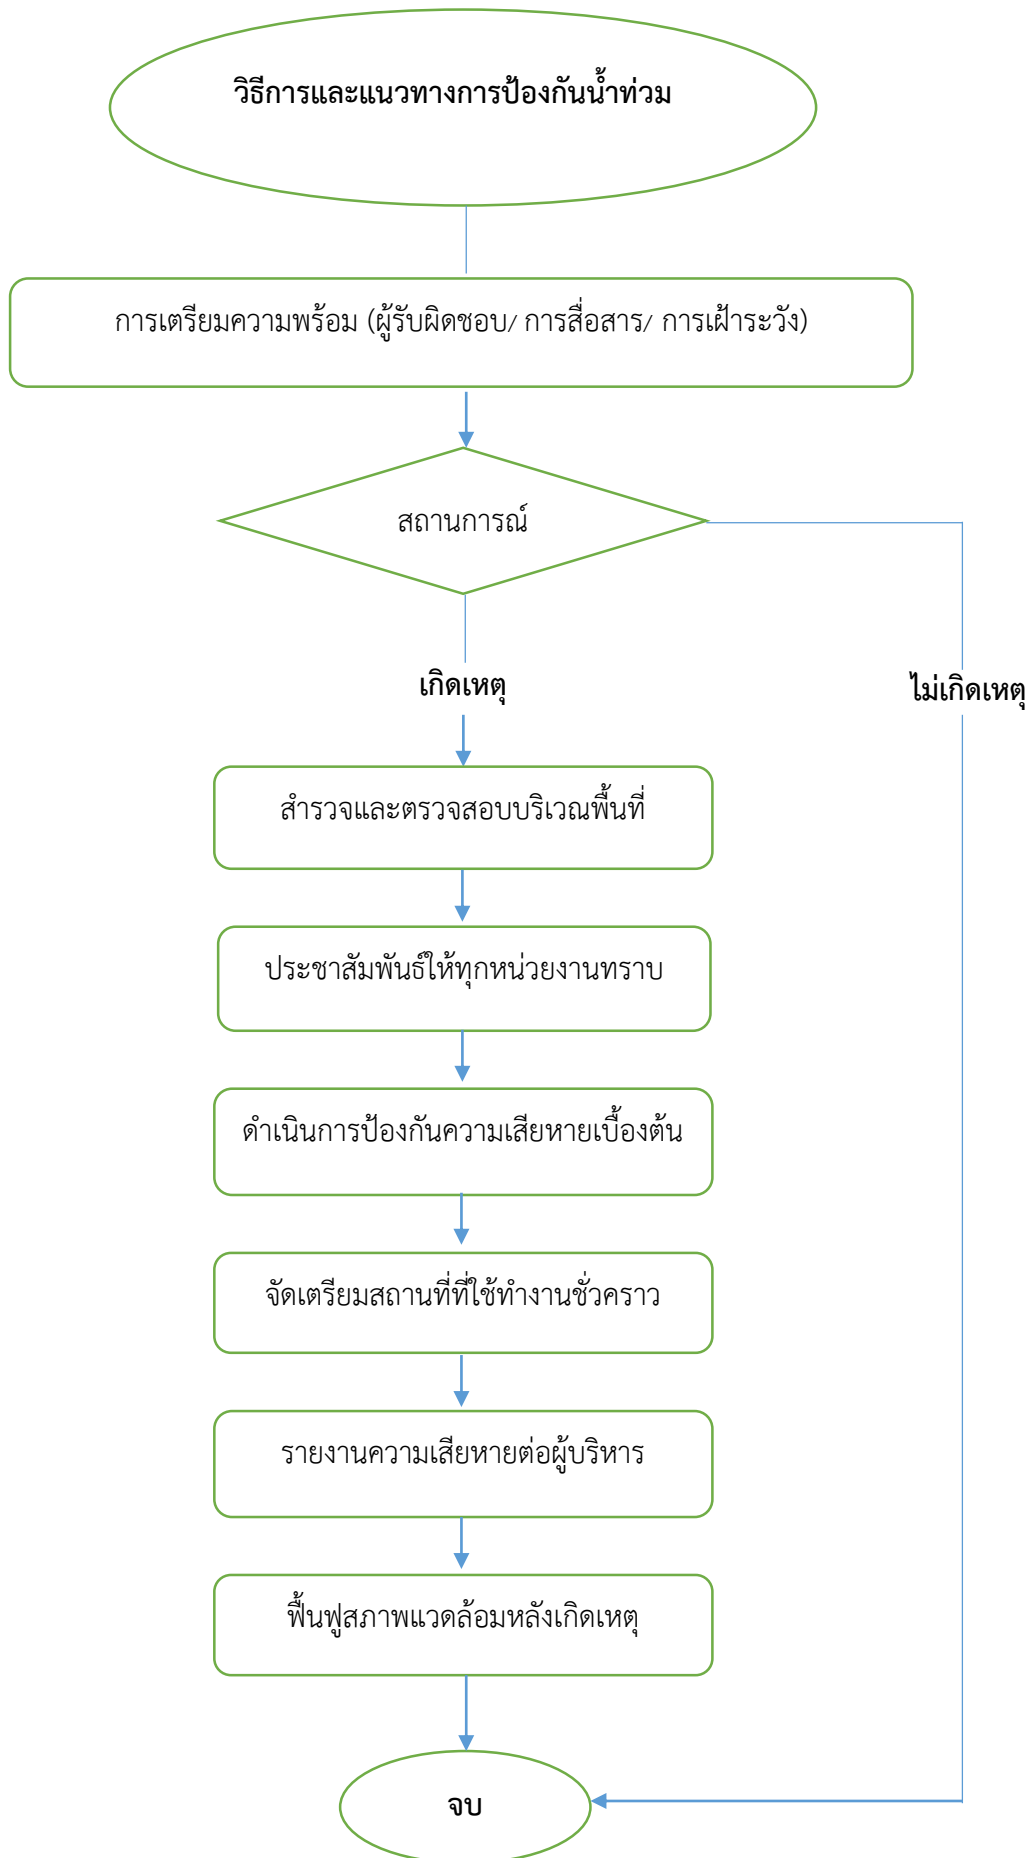 วิธีการและแนวทางการป้องกันน้ำท่วม
การเตรียมความพร้อม (ผู้รับผิดชอบ/ การสื่อสาร/ การเฝ้าระวัง)
สถานการณ์
เกิดเหตุ
ไม่เกิดเหตุ
สำรวจและตรวจสอบบริเวณพื้นที่
ประชาสัมพันธ์ให้ทุกหน่วยงานทราบ
ดำเนินการป้องกันความเสียหายเบื้องต้น
จัดเตรียมสถานที่ที่ใช้ทำงานชั่วคราว
รายงานความเสียหายต่อผู้บริหาร
ฟื้นฟูสภาพแวดล้อมหลังเกิดเหตุ
จบ